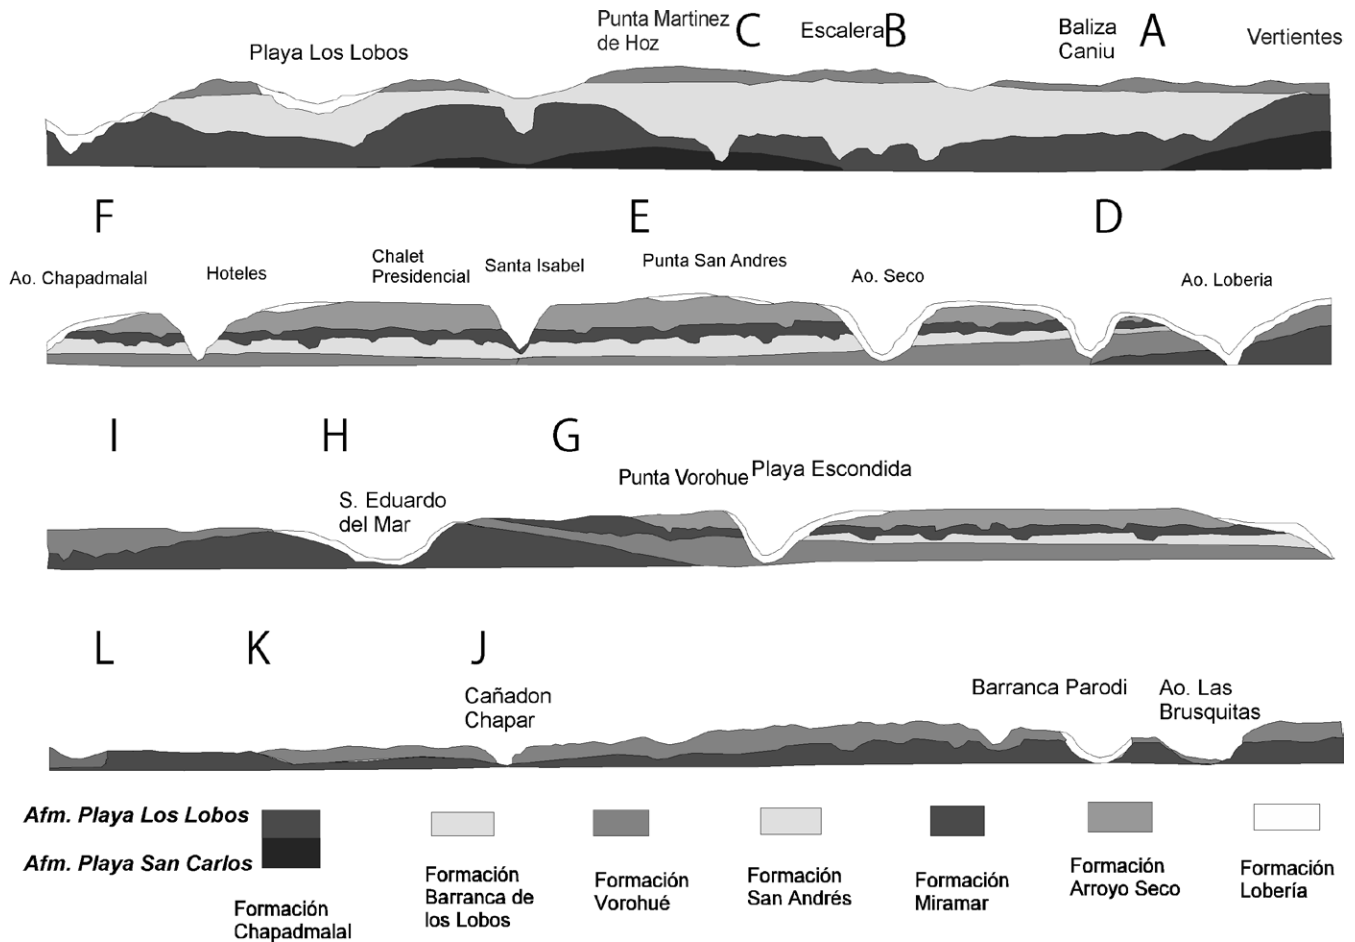 Playa Los Lobos
Punta Martinez
de Hoz
C
Escalera
B
Baliza
Caniu
A
Vertientes
F
E
D
Ao. Chapadmalal
Hoteles
Chalet
Presidencial
Santa Isabel
Punta San Andres
Ao. Seco
Ao. Loberia
I
H
G
S. Eduardo
del Mar
Punta Vorohue
Playa Escondida
L
K
J
Cañadon
Chapar
Barranca Parodi
Ao. Las
Brusquitas
Afm. Playa Los Lobos
Afm. Playa San Carlos
Formación
Chapadmalal
Formación
Barranca de
los Lobos
Formación
Vorohué
Formación
San Andrés
Formación
Miramar
Formación
Arroyo Seco
Formación
Lobería